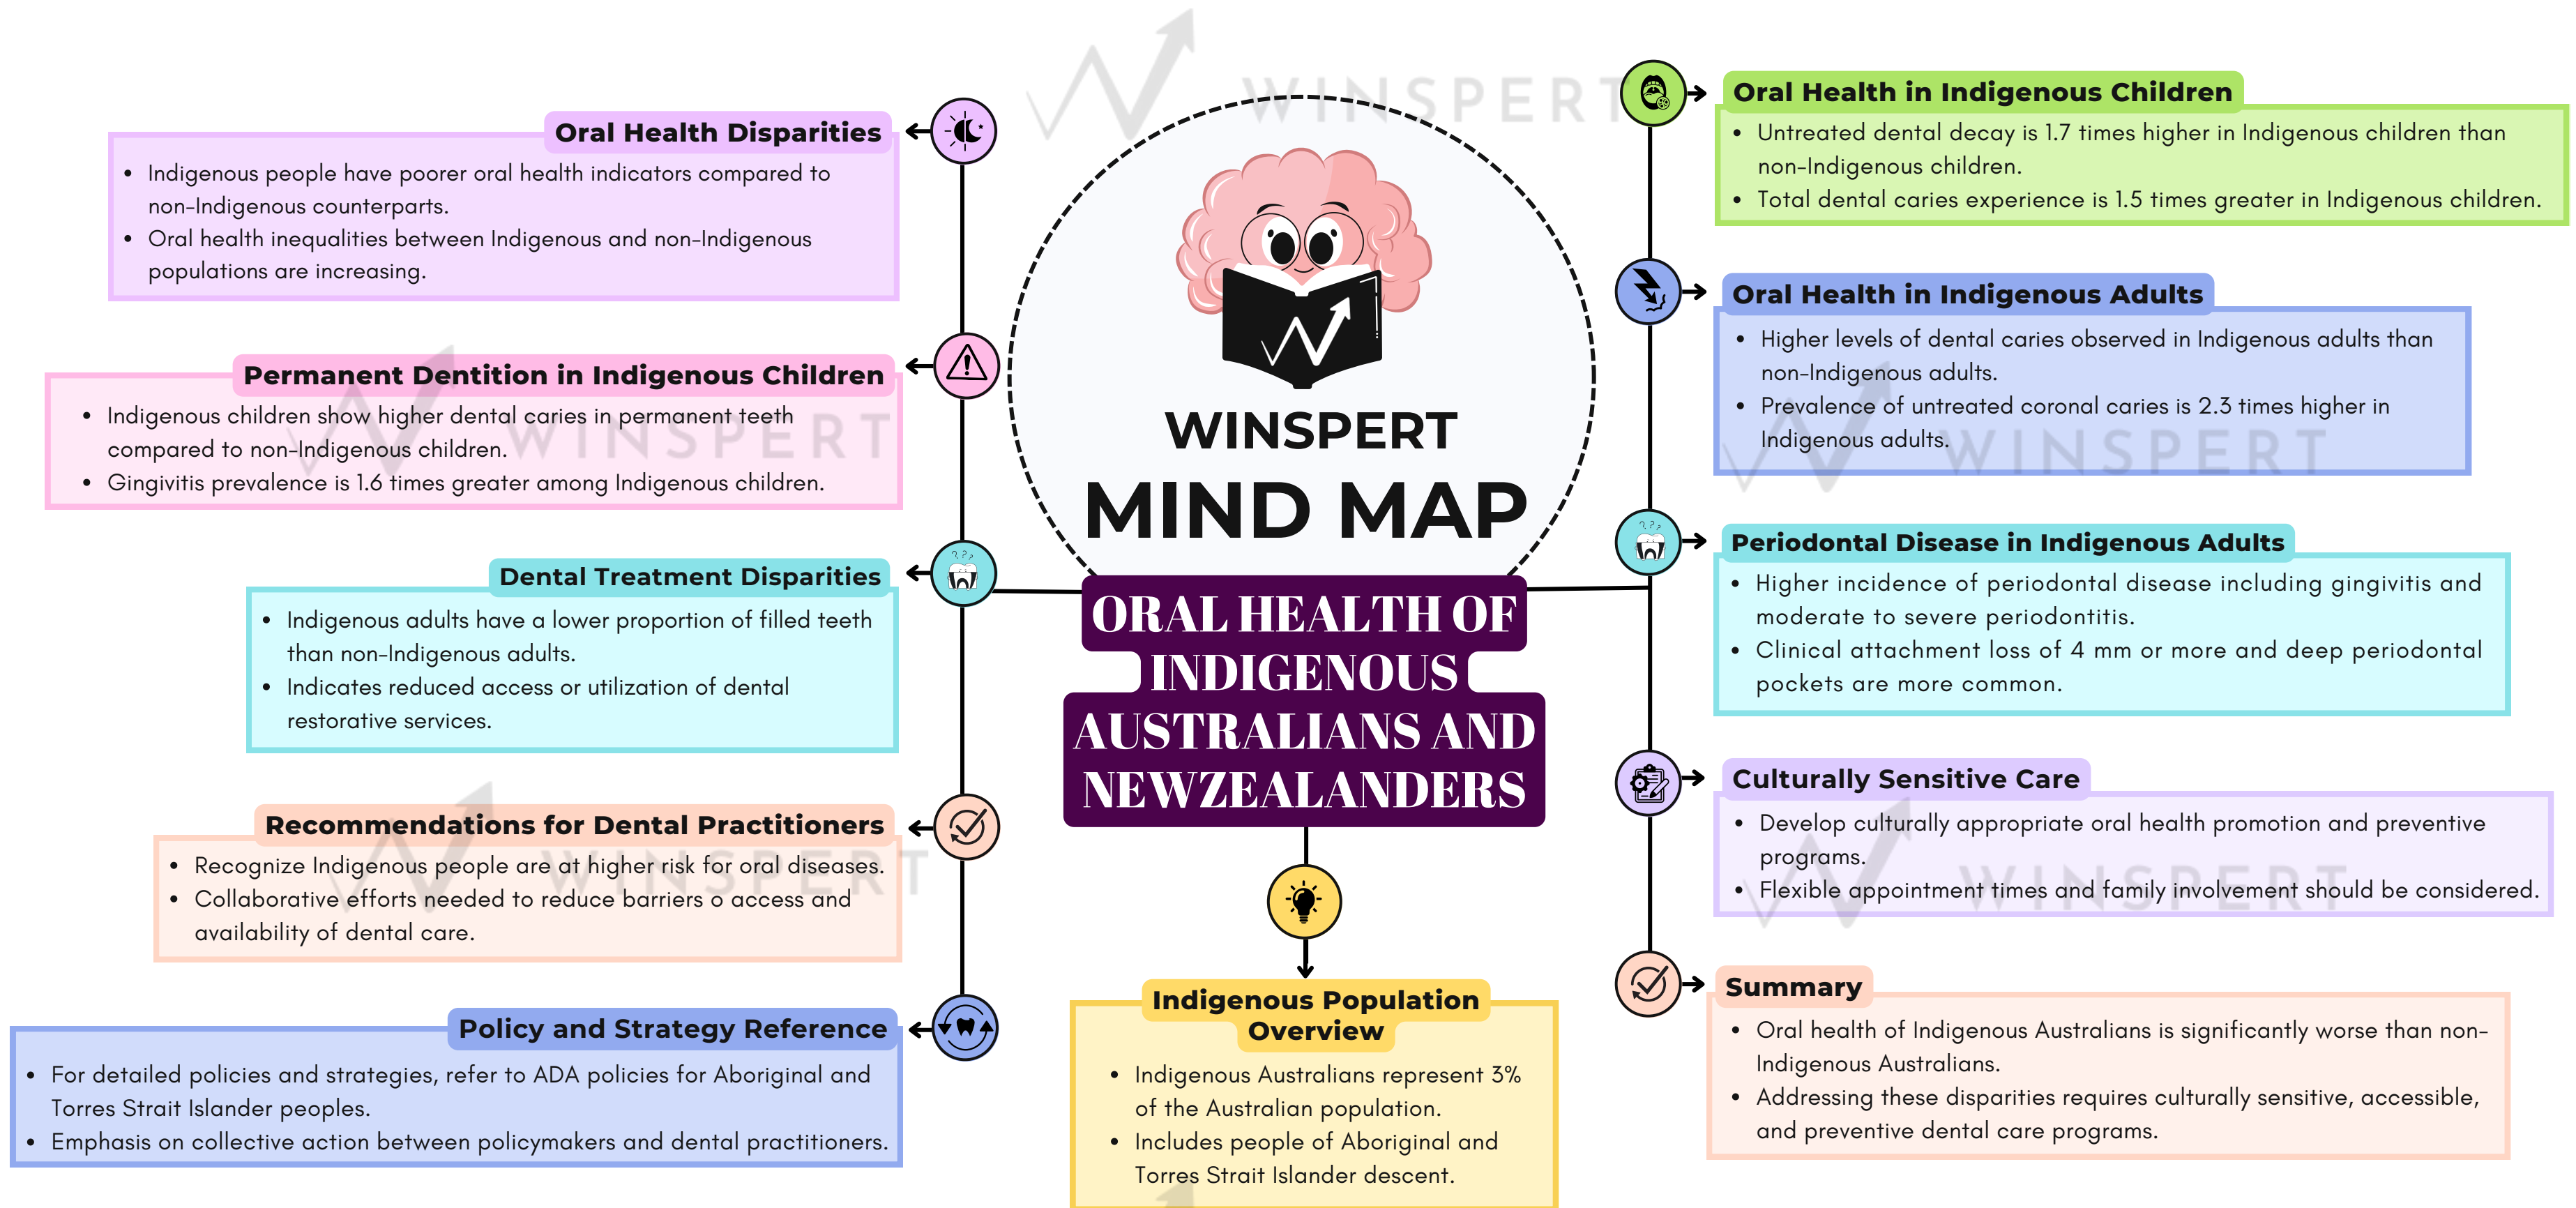 WINSPERT
WINSPERT
MIND MAP
ORAL HEALTH OF
INDIGENOUS
AUSTRALIANS AND
NEWZEALANDERS
Oral Health Disparities
• Indigenous people have poorer oral health indicators compared to
non-Indigenous counterparts.
• Oral health inequalities between Indigenous and non-Indigenous
populations are increasing.
Permanent Dentition in Indigenous Children
• Indigenous children show higher dental caries in permanent teeth
compared to non-Indigenous children.
• Gingivitis prevalence is 1.6 times greater among Indigenous children.
WINSPERT
Dental Treatment Disparities
• Indigenous adults have a lower proportion of filled teeth
than non-Indigenous adults.
• Indicates reduced access or utilization of dental
restorative services.
Recommendations for Dental Practitioners
• Recognize Indigenous people are at higher risk for oral diseases.
• Collaborative efforts needed to reduce barriers o access and
availability of dental care.
WINSPERT
Policy and Strategy Reference
• For detailed policies and strategies, refer to ADA policies for Aboriginal and
Torres Strait Islander peoples.
• Emphasis on collective action between policymakers and dental practitioners.
Indigenous Population
Overview
• Indigenous Australians represent 3%
of the Australian population.
• Includes people of Aboriginal and
Torres Strait Islander descent.
Oral Health in Indigenous Children
• Untreated dental decay is 1.7 times higher in Indigenous children than
non-Indigenous children.
• Total dental caries experience is 1.5 times greater in Indigenous children.
Oral Health in Indigenous Adults
• Higher levels of dental caries observed in Indigenous adults than
non-Indigenous adults.
• Prevalence of untreated coronal caries is 2.3 times higher in
Indigenous adults.
WINSPERT
Periodontal Disease in Indigenous Adults
• Higher incidence of periodontal disease including gingivitis and
moderate to severe periodontitis.
• Clinical attachment loss of 4 mm or more and deep periodontal
pockets are more common.
Culturally Sensitive Care
• Develop culturally appropriate oral health promotion and preventive
programs.
• Flexible appointment times and family involvement should be considered.
WINSPERT
Summary
• Oral health of Indigenous Australians is significantly worse than non-
Indigenous Australians.
• Addressing these disparities requires culturally sensitive, accessible,
and preventive dental care programs.